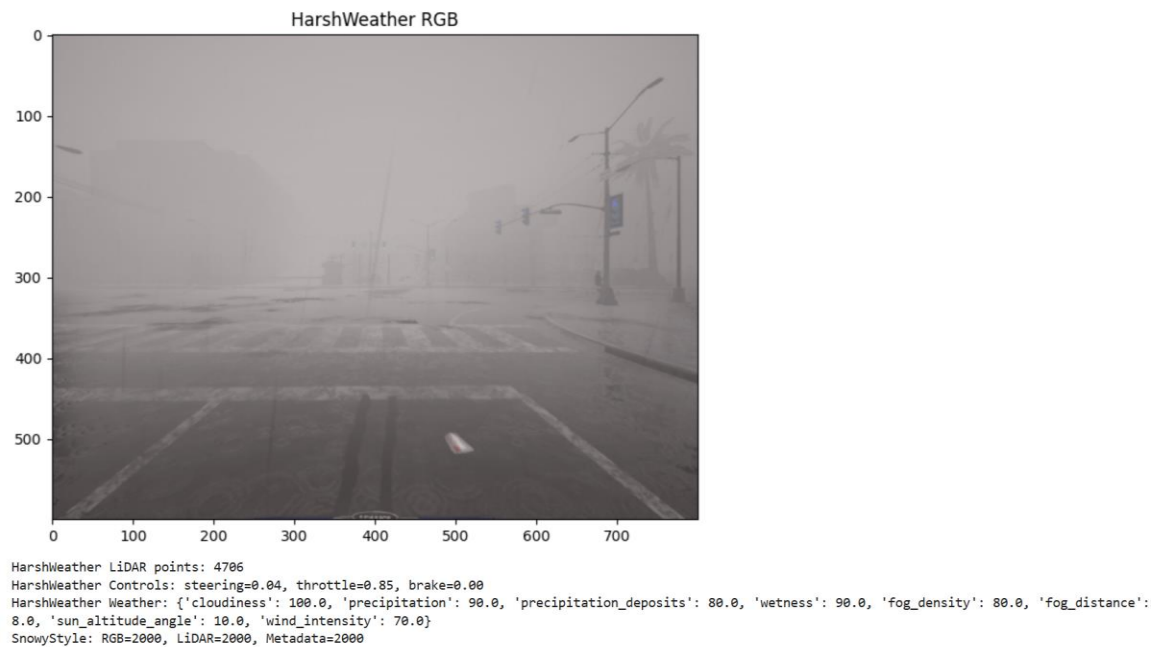 HarshWeather RGB
0
100
200
300
400
500
0 100 200 300 400 500 600 700
HarshWeather LiDAR points: 4706
HarshWeather Controls: steering=0.04, throttle=0.85, brake=0.00
HarshWeather Weather: {'cloudiness': 100.0, 'precipitation': 90.0, 'precipitation_deposits': 80.0, 'wetness': 90.0, 'fog_density': 80.0, 'fog_distance':
8.0, 'sun_altitude_angle': 10.0, 'wind_intensity': 70.0}
SnowyStyle: RGB=2000, LiDAR=2000, Metadata=2000